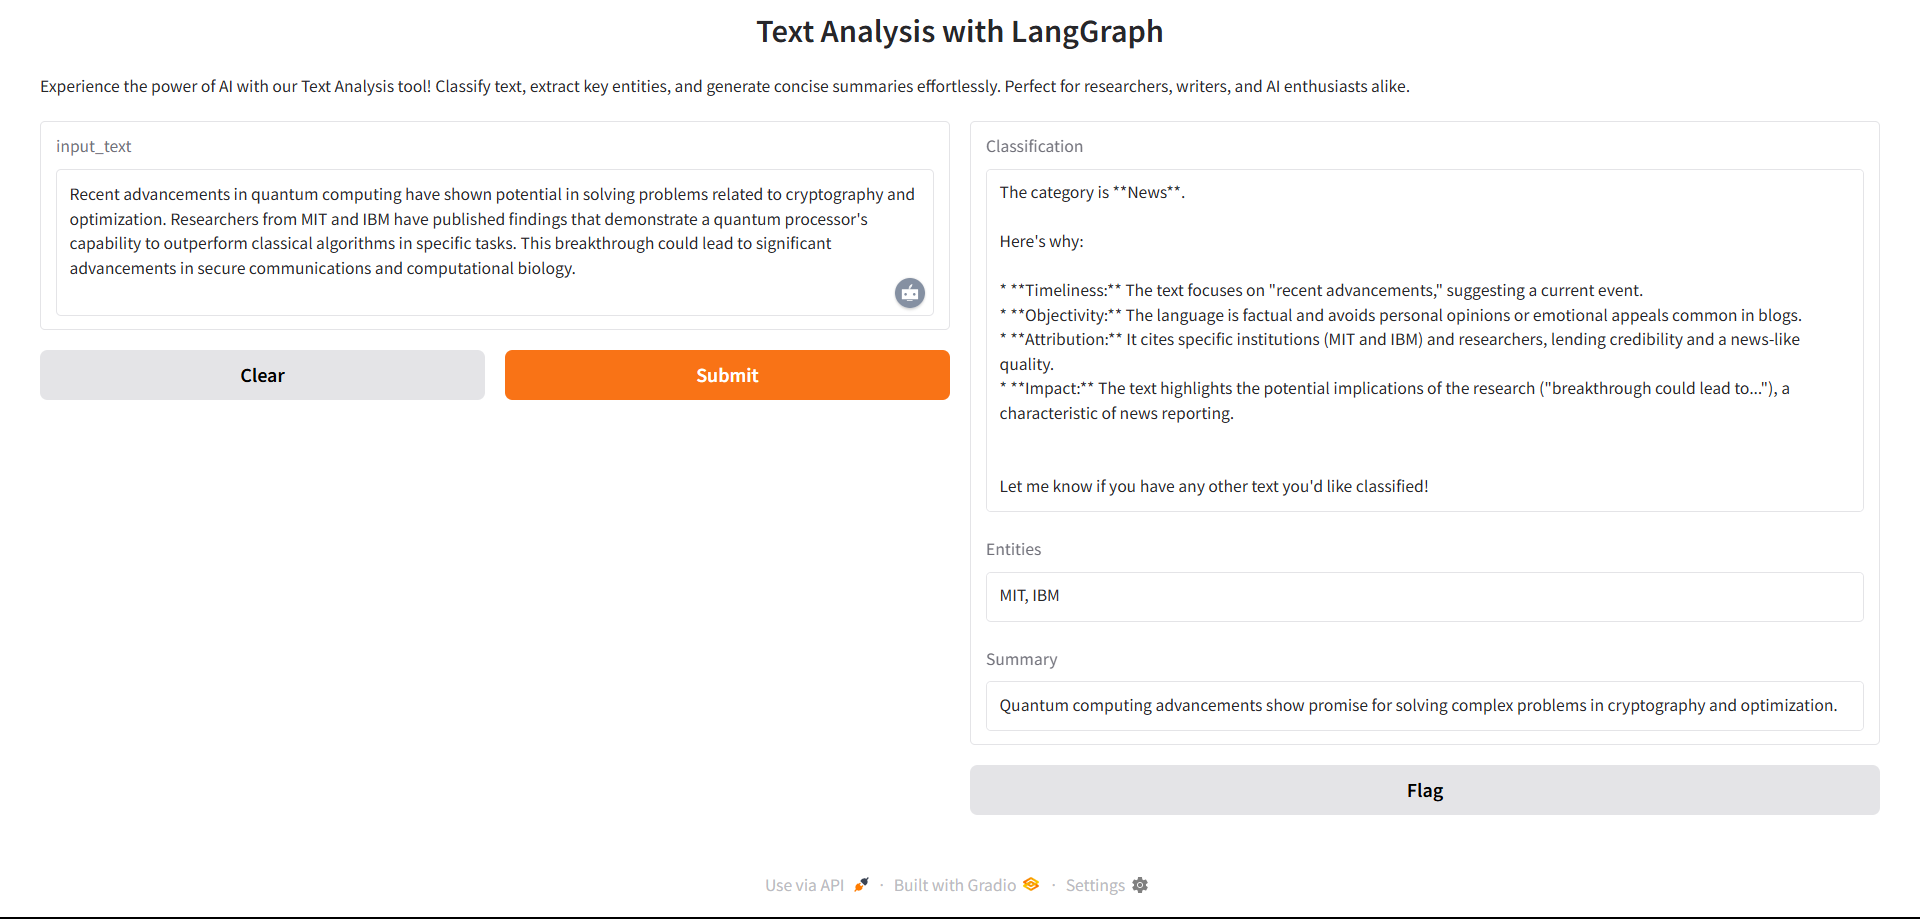 Text Analysis with LangGraph
Experience the power of AI with our Text Analysis tool! Classify text, extract key entities, and generate concise summaries effortlessly. Perfect for researchers, writers, and AI enthusiasts alike.
input_text
Recent advancements in quantum computing have shown potential in solving problems related to cryptography and
optimization. Researchers from MIT and IBM have published findings that demonstrate a quantum processor's
capability to outperform classical algorithms in specific tasks. This breakthrough could lead to significant
advancements in secure communications and computational biology.
Clear
Submit
Classification
The category is **News**.
Here's why:
* **Timeliness:** The text focuses on "recent advancements," suggesting a current event.
* **Objectivity:** The language is factual and avoids personal opinions or emotional appeals common in blogs.
* **Attribution:** It cites specific institutions (MIT and IBM) and researchers, lending credibility and a news-like
quality.
* **Impact:** The text highlights the potential implications of the research ("breakthrough could lead to..."), a
characteristic of news reporting.
Let me know if you have any other text you'd like classified!
Entities
MIT, IBM
Summary
Quantum computing advancements show promise for solving complex problems in cryptography and optimization.
Flag
Use via API · Built with Gradio · Settings